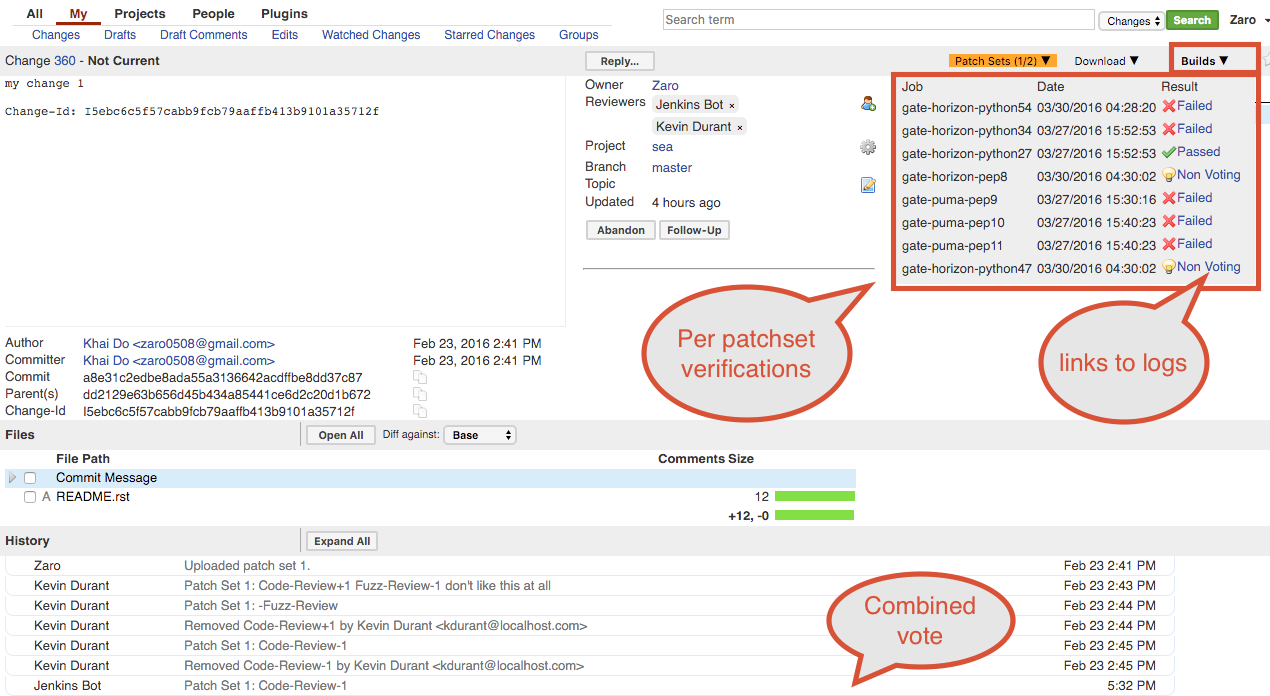 All My Projects People Plugins
Changes Drafts Draft Comments Edits Watched Changes Starred Changes Groups
Search term Changes Search Zaro
Change 360 - Not Current
Reply...
Patch Sets (1/2) ▼ Download ▼ Builds ▼
my change 1
Change-Id: I5ebc6c5f57cabb9fcb79aaffb413b9101a35712f
Owner Zaro
Reviewers Jenkins Bot ×
Kevin Durant ×
Project sea
Branch master
Topic
Updated 4 hours ago
Abandon Follow-Up
Job Date Result
gate-horizon-python54 03/30/2016 04:28:20 Failed
gate-horizon-python34 03/27/2016 15:52:53 Failed
gate-horizon-python27 03/27/2016 15:52:53 Passed
gate-horizon-pep8 03/30/2016 04:30:02 Non Voting
gate-puma-pep9 03/27/2016 15:30:16 Failed
gate-puma-pep10 03/27/2016 15:40:23 Failed
gate-puma-pep11 03/27/2016 15:40:23 Failed
gate-horizon-python47 03/30/2016 04:30:02 Non Voting
Per patchset
verifications
links to logs
Author Khai Do <zaro0508@gmail.com> Feb 23, 2016 2:41 PM
Committer Khai Do <zaro0508@gmail.com> Feb 23, 2016 2:41 PM
Commit a8e31c2edbe8ada55a3136642acdffbe8dd37c87
Parent(s) dd2129e63b656d45b434a85441ce6d2c20d1b672
Change-Id I5ebc6c5f57cabb9fcb79aaffb413b9101a35712f
Files Open All Diff against: Base
File Path Comments Size
Commit Message
A README.rst 12
+12, -0
History Expand All
Zaro Uploaded patch set 1. Feb 23 2:41 PM
Kevin Durant Patch Set 1: Code-Review+1 Fuzz-Review-1 don't like this at all Feb 23 2:43 PM
Kevin Durant Patch Set 1: -Fuzz-Review Feb 23 2:44 PM
Kevin Durant Removed Code-Review+1 by Kevin Durant <kdurant@localhost.com> Feb 23 2:44 PM
Kevin Durant Patch Set 1: Code-Review-1 Feb 23 2:45 PM
Kevin Durant Removed Code-Review-1 by Kevin Durant <kdurant@localhost.com> Feb 23 2:45 PM
Jenkins Bot Patch Set 1: Code-Review-1 5:32 PM
Combined
vote